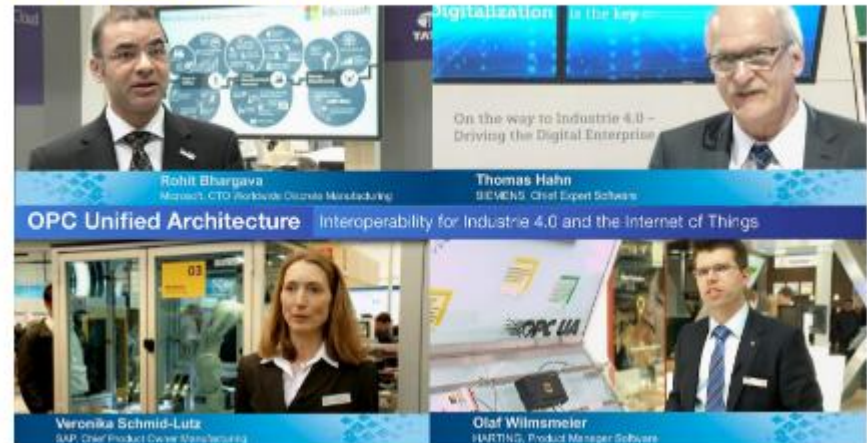 Cloud
Microsoft
TAT
Digitalization is the key
On the way to Industrie 4.0 –
Driving the Digital Enterprise
Rohit Bhargava
Microsoft, CTO Worldwide Discrete Manufacturing
Thomas Hahn
SIEMENS, Chief Expert Software
OPC Unified Architecture Interoperability for Industrie 4.0 and the Internet of Things
03
OPC UA
Veronika Schmid-Lutz
SAP, Chief Product Owner Manufacturing
Olaf Wilmsmeier
HARTING, Product Manager Software